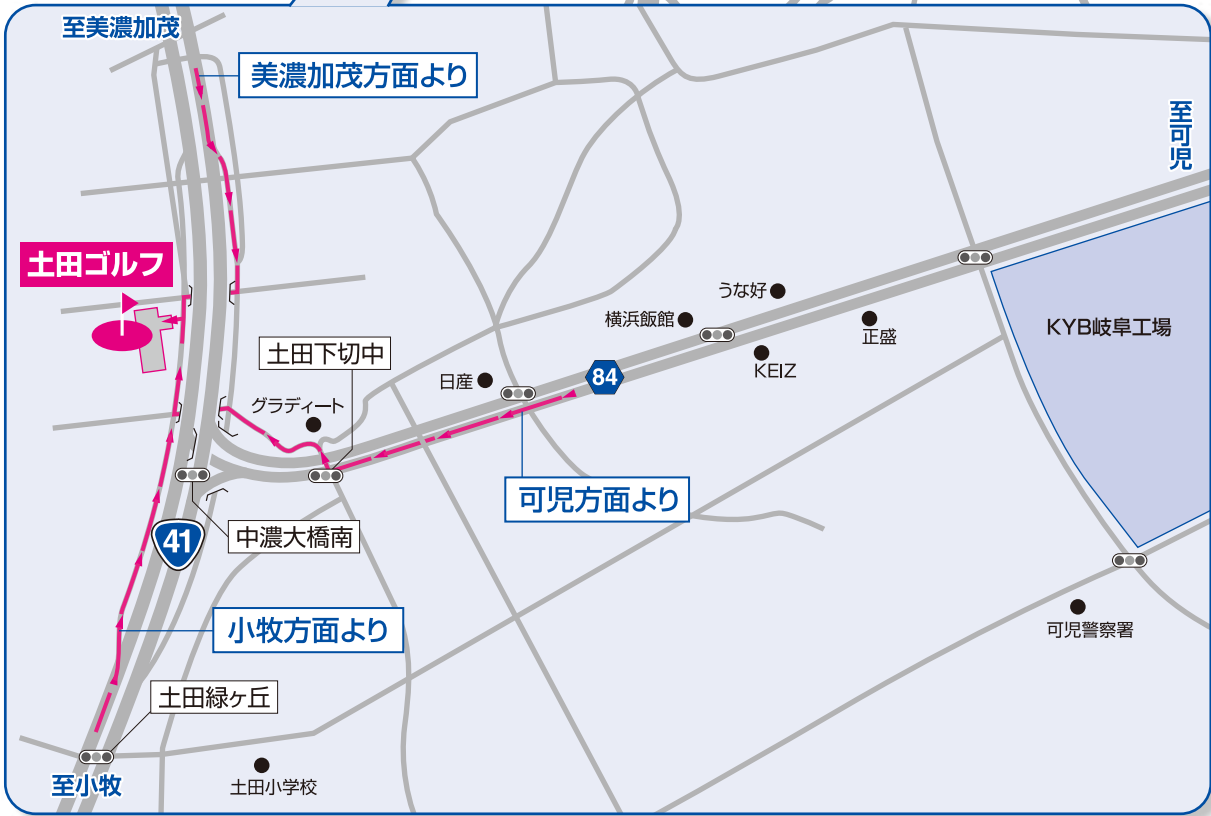 至美濃加茂
美濃加茂方面より
至可児
土田ゴルフ
うな好
横浜飯館
正盛
KYB岐阜工場
土田下切中
KEIZ
84
日産
グラディート
可児方面より
中濃大橋南
41
小牧方面より
可児警察署
土田緑ヶ丘
至小牧
土田小学校